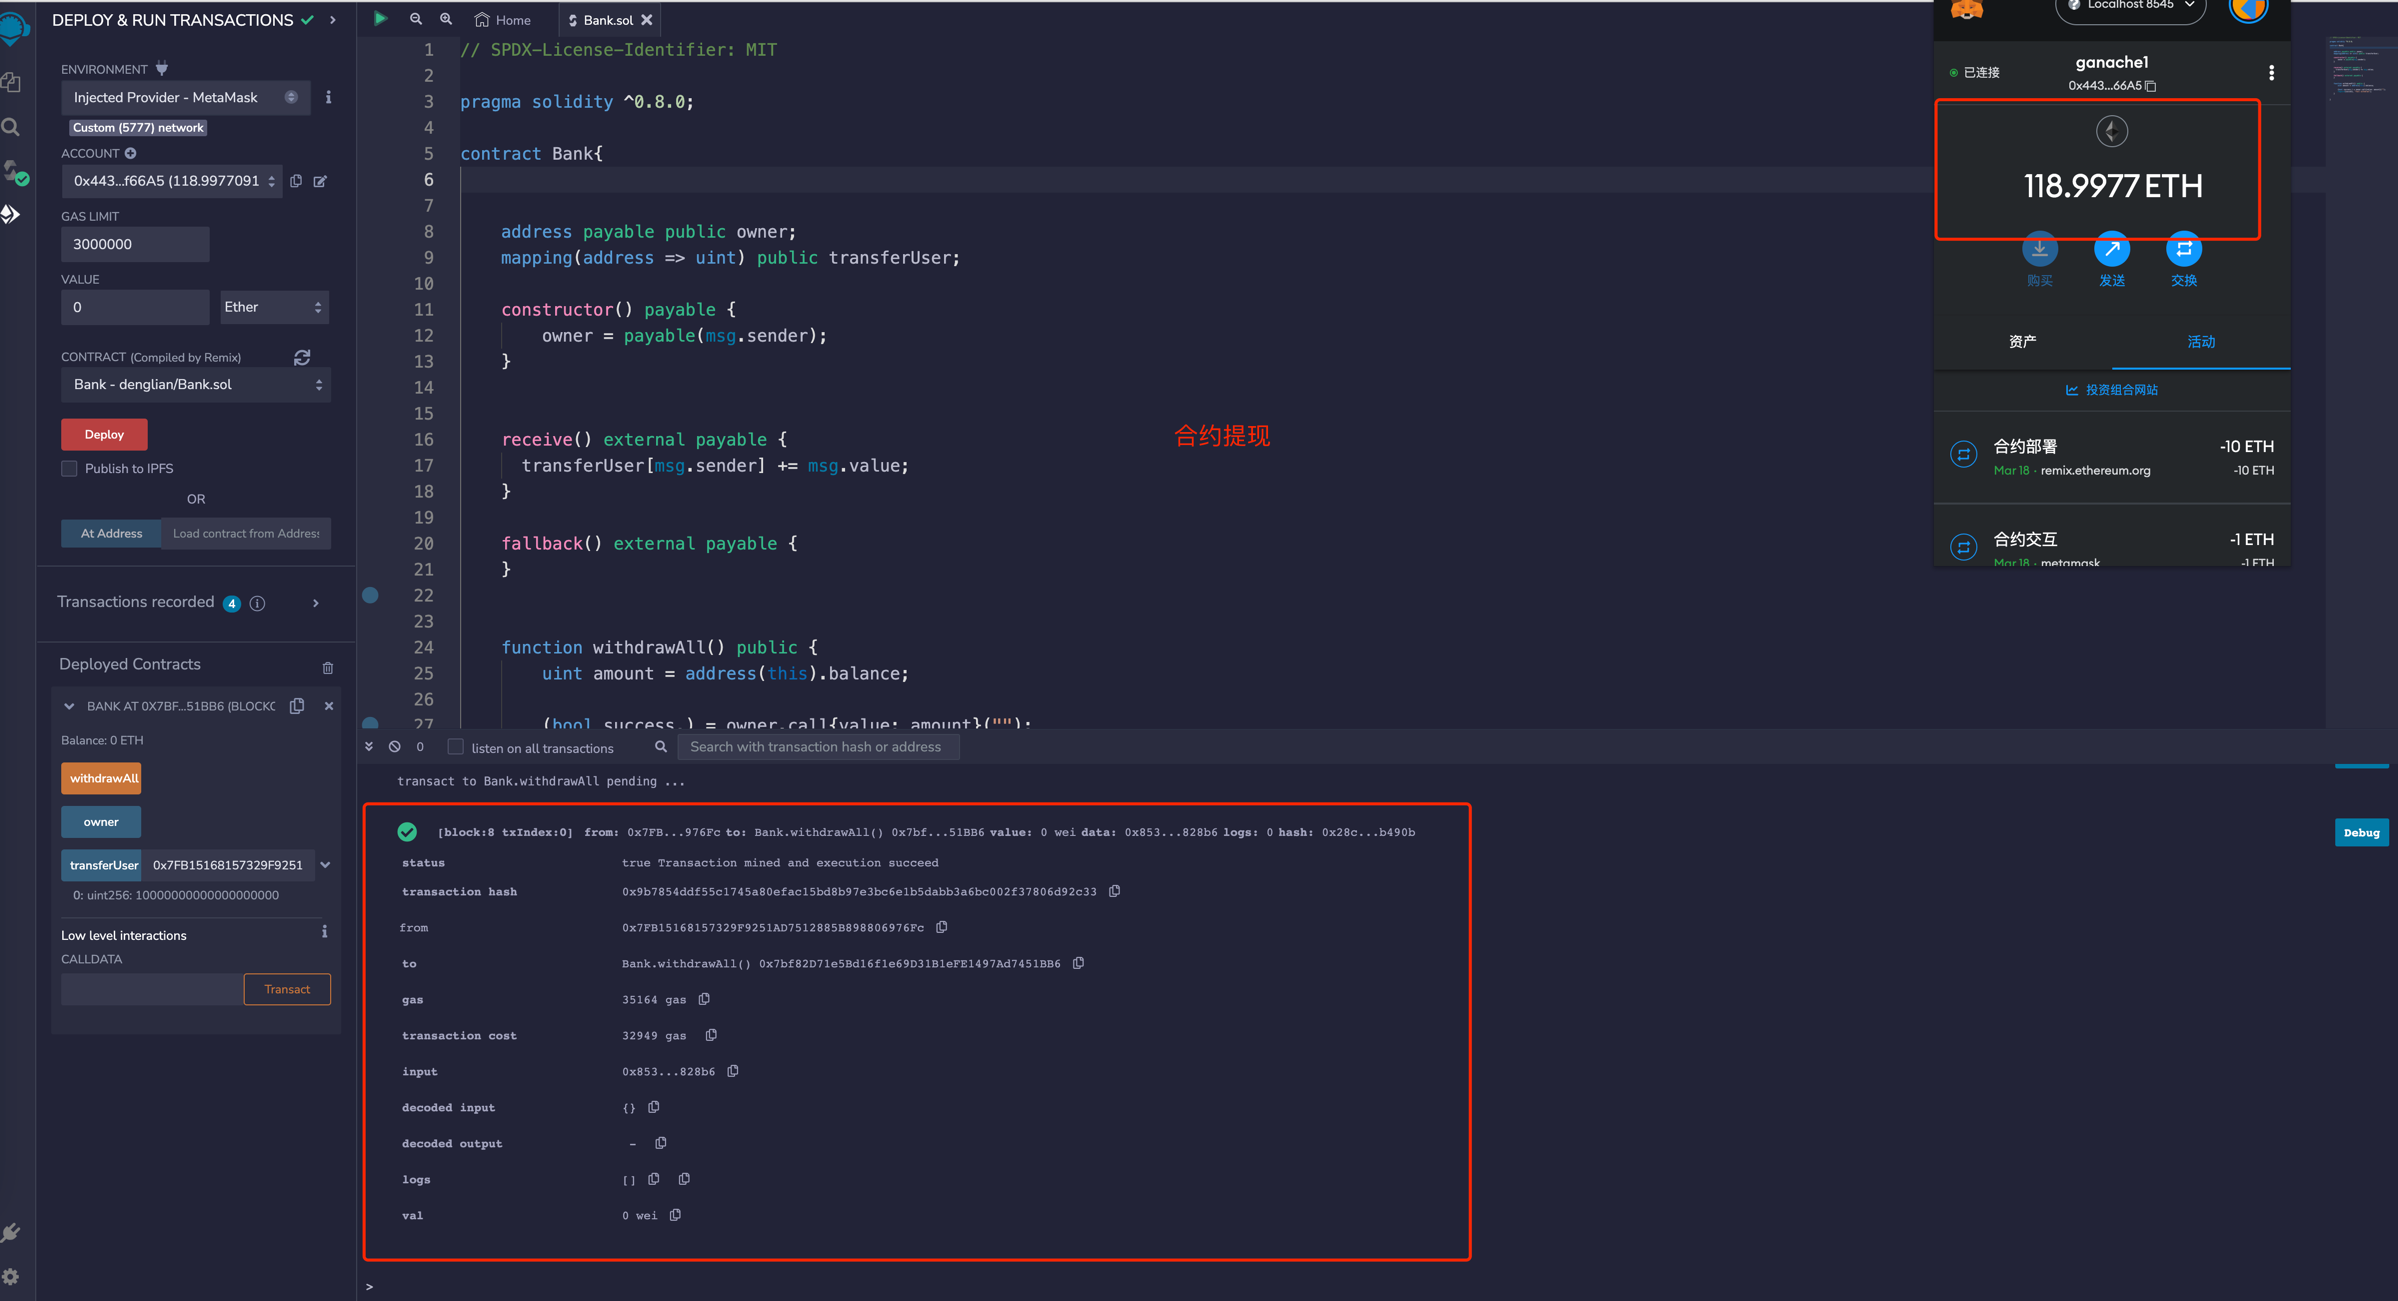 DEPLOY & RUN TRANSACTIONS
ENVIRONMENT
Injected Provider - MetaMask
Custom (5777) network
ACCOUNT
0x443...f66A5 (118.9977091
GAS LIMIT
3000000
VALUE
0
Ether
CONTRACT (Compiled by Remix)
Bank - denglian/Bank.sol
Deploy
Publish to IPFS
OR
At Address
Load contract from Address
Transactions recorded 4
Deployed Contracts
BANK AT 0X7BF...51BB6 (BLOCKC
Balance: 0 ETH
withdrawAll
owner
transferUser 0x7FB15168157329F9251
0: uint256: 10000000000000000000
Low level interactions
CALLDATA
Transact
Home
Bank.sol
1 // SPDX-License-Identifier: MIT
2
3 pragma solidity ^0.8.0;
4
5 contract Bank{
6
7
8 address payable public owner;
9 mapping(address => uint) public transferUser;
10
11 constructor() payable {
12 owner = payable(msg.sender);
13 }
14
15
16 receive() external payable {
17 transferUser[msg.sender] += msg.value;
18 }
19
20 fallback() external payable {
21 }
22
23
24 function withdrawAll() public {
25 uint amount = address(this).balance;
26
27 (bool success,) = owner.call{value: amount}("");
合约提现
Localhost 8545
已连接
ganache1
0x443...66A5
118.9977 ETH
购买
发送
交换
资产
活动
投资组合网站
合约部署 -10 ETH
Mar 18 · remix.ethereum.org -10 ETH
合约交互 -1 ETH
Mar 18 · metamask -1 ETH
0
listen on all transactions
Search with transaction hash or address
transact to Bank.withdrawAll pending ...
[block:8 txIndex:0] from: 0x7FB...976Fc to: Bank.withdrawAll() 0x7bf...51BB6 value: 0 wei data: 0x853...828b6 logs: 0 hash: 0x28c...b490b
Debug
status true Transaction mined and execution succeed
transaction hash 0x9b7854ddf55c1745a80efac15bd8b97e3bc6e1b5dabb3a6bc002f37806d92c33
from 0x7FB15168157329F9251AD7512885B898806976Fc
to Bank.withdrawAll() 0x7bf82D71e5Bd16f1e69D31B1eFE1497Ad7451BB6
gas 35164 gas
transaction cost 32949 gas
input 0x853...828b6
decoded input {}
decoded output -
logs []
val 0 wei
>